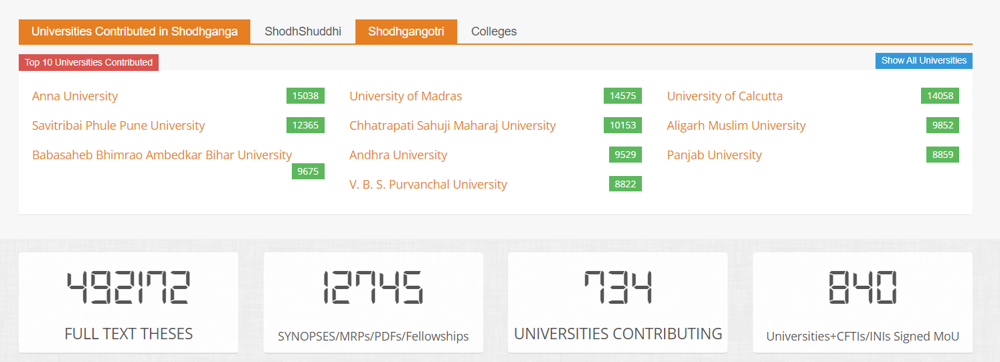 Universities Contributed in Shodhganga ShodhShuddhi Shodhgangotri Colleges
Top 10 Universities Contributed Show All Universities
Anna University 15038 University of Madras 14575 University of Calcutta 14058
Savitribai Phule Pune University 12365 Chhatrapati Sahuji Maharaj University 10153 Aligarh Muslim University 9852
Babasaheb Bhimrao Ambedkar Bihar University Andhra University 9529 Panjab University 8859
9675
V. B. S. Purvanchal University 8822
492172 12745 734 840
FULL TEXT THESES SYNOPSES/MRPs/PDFs/Fellowships UNIVERSITIES CONTRIBUTING Universities+CFTIs/INIs Signed MoU